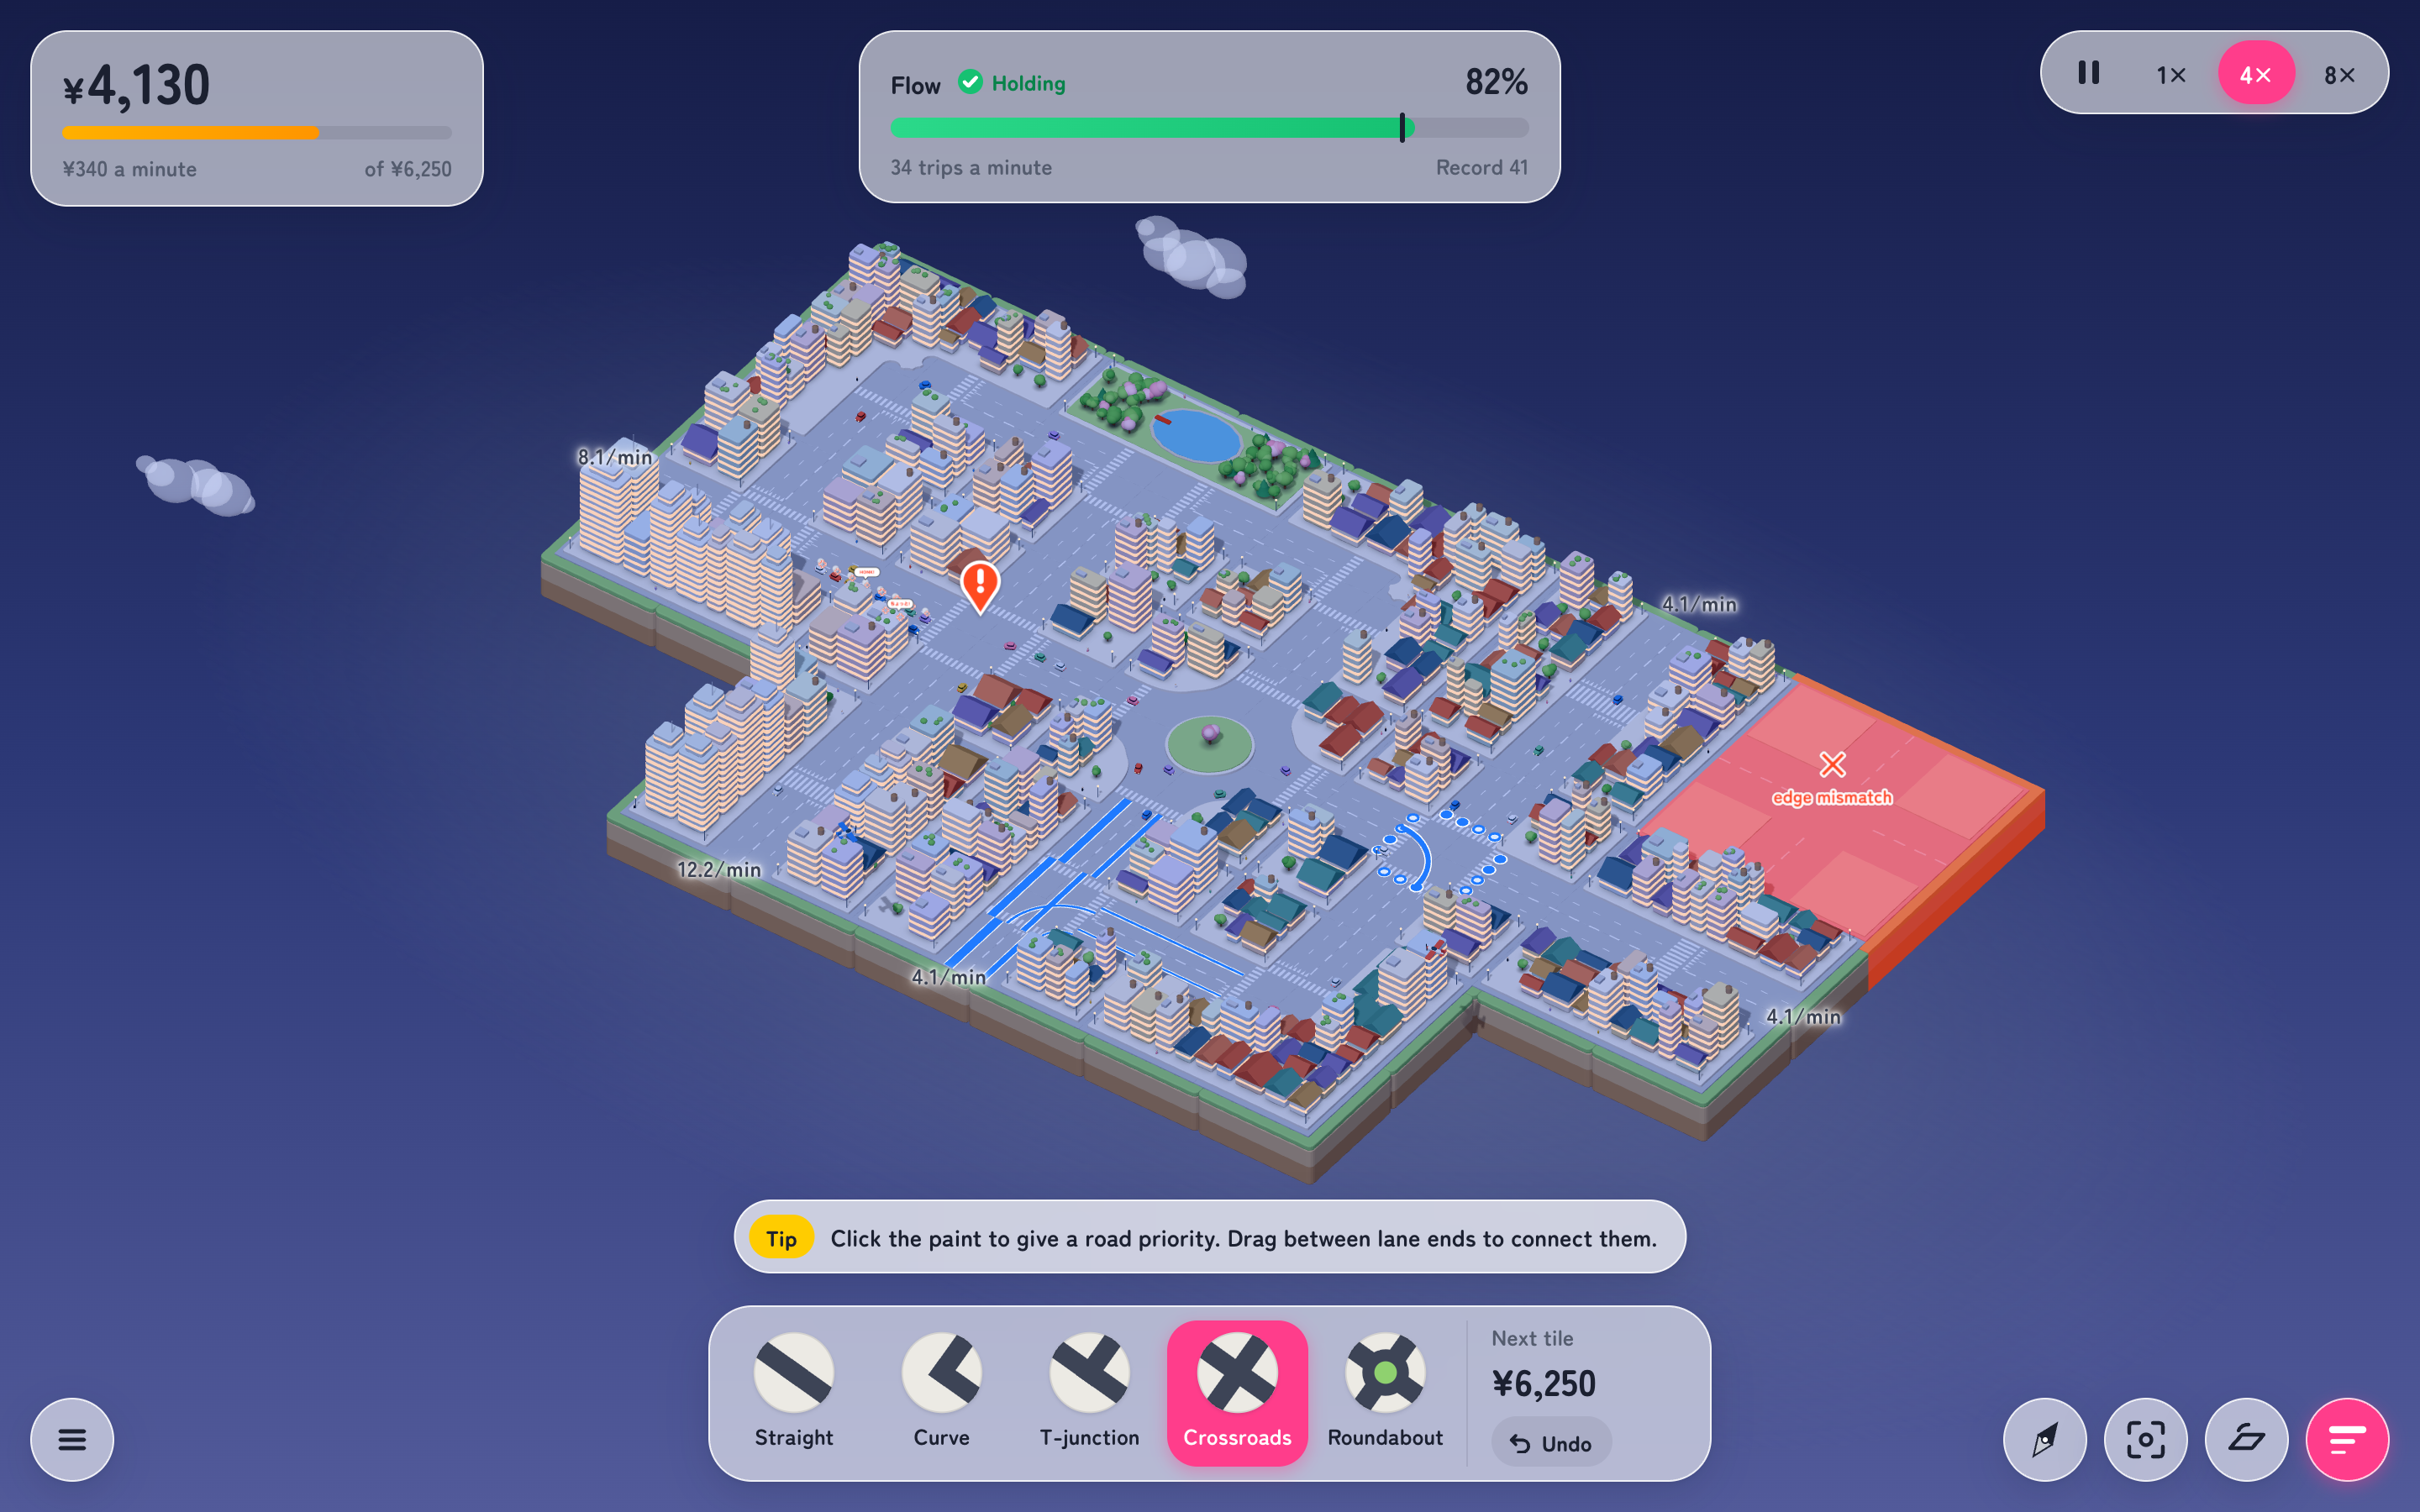 ¥4,130
¥340 a minute
of ¥6,250
Flow
Holding
82%
34 trips a minute
Record 41
1×
4×
8×
8.1/min
4.1/min
edge mismatch
12.2/min
4.1/min
4.1/min
Tip
Click the paint to give a road priority. Drag between lane ends to connect them.
Straight
Curve
T-junction
Crossroads
Roundabout
Next tile
¥6,250
Undo